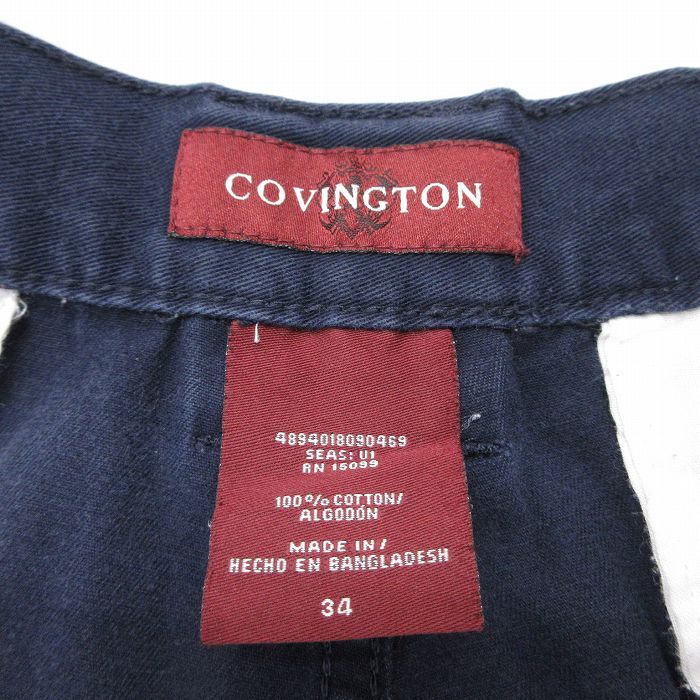 COVINGTON
4894018090469
SEAS: U1
RN 15099
100% COTTON/
ALGODÓN
MADE IN/
HECHO EN BANGLADESH
34